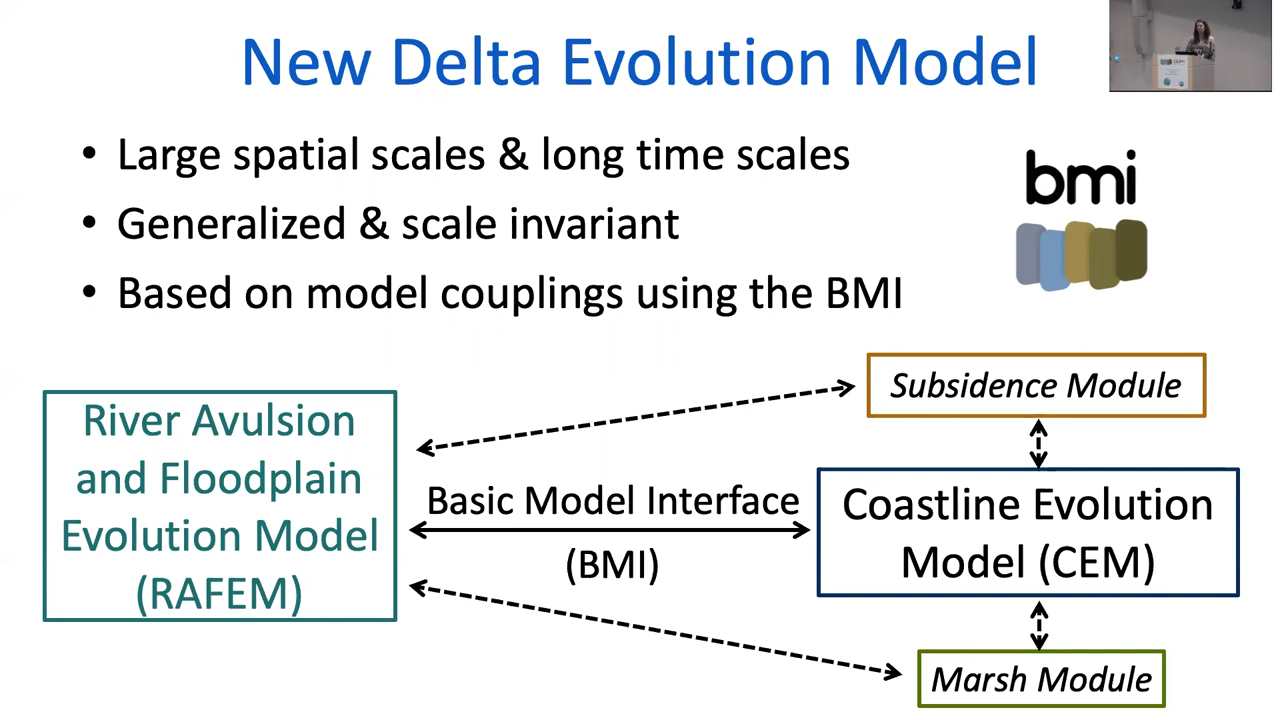 New Delta Evolution Model
• Large spatial scales & long time scales
• Generalized & scale invariant
• Based on model couplings using the BMI
bmi
Subsidence Module
River Avulsion
and Floodplain
Evolution Model
(RAFEM)
Basic Model Interface
(BMI)
Coastline Evolution
Model (CEM)
Marsh Module